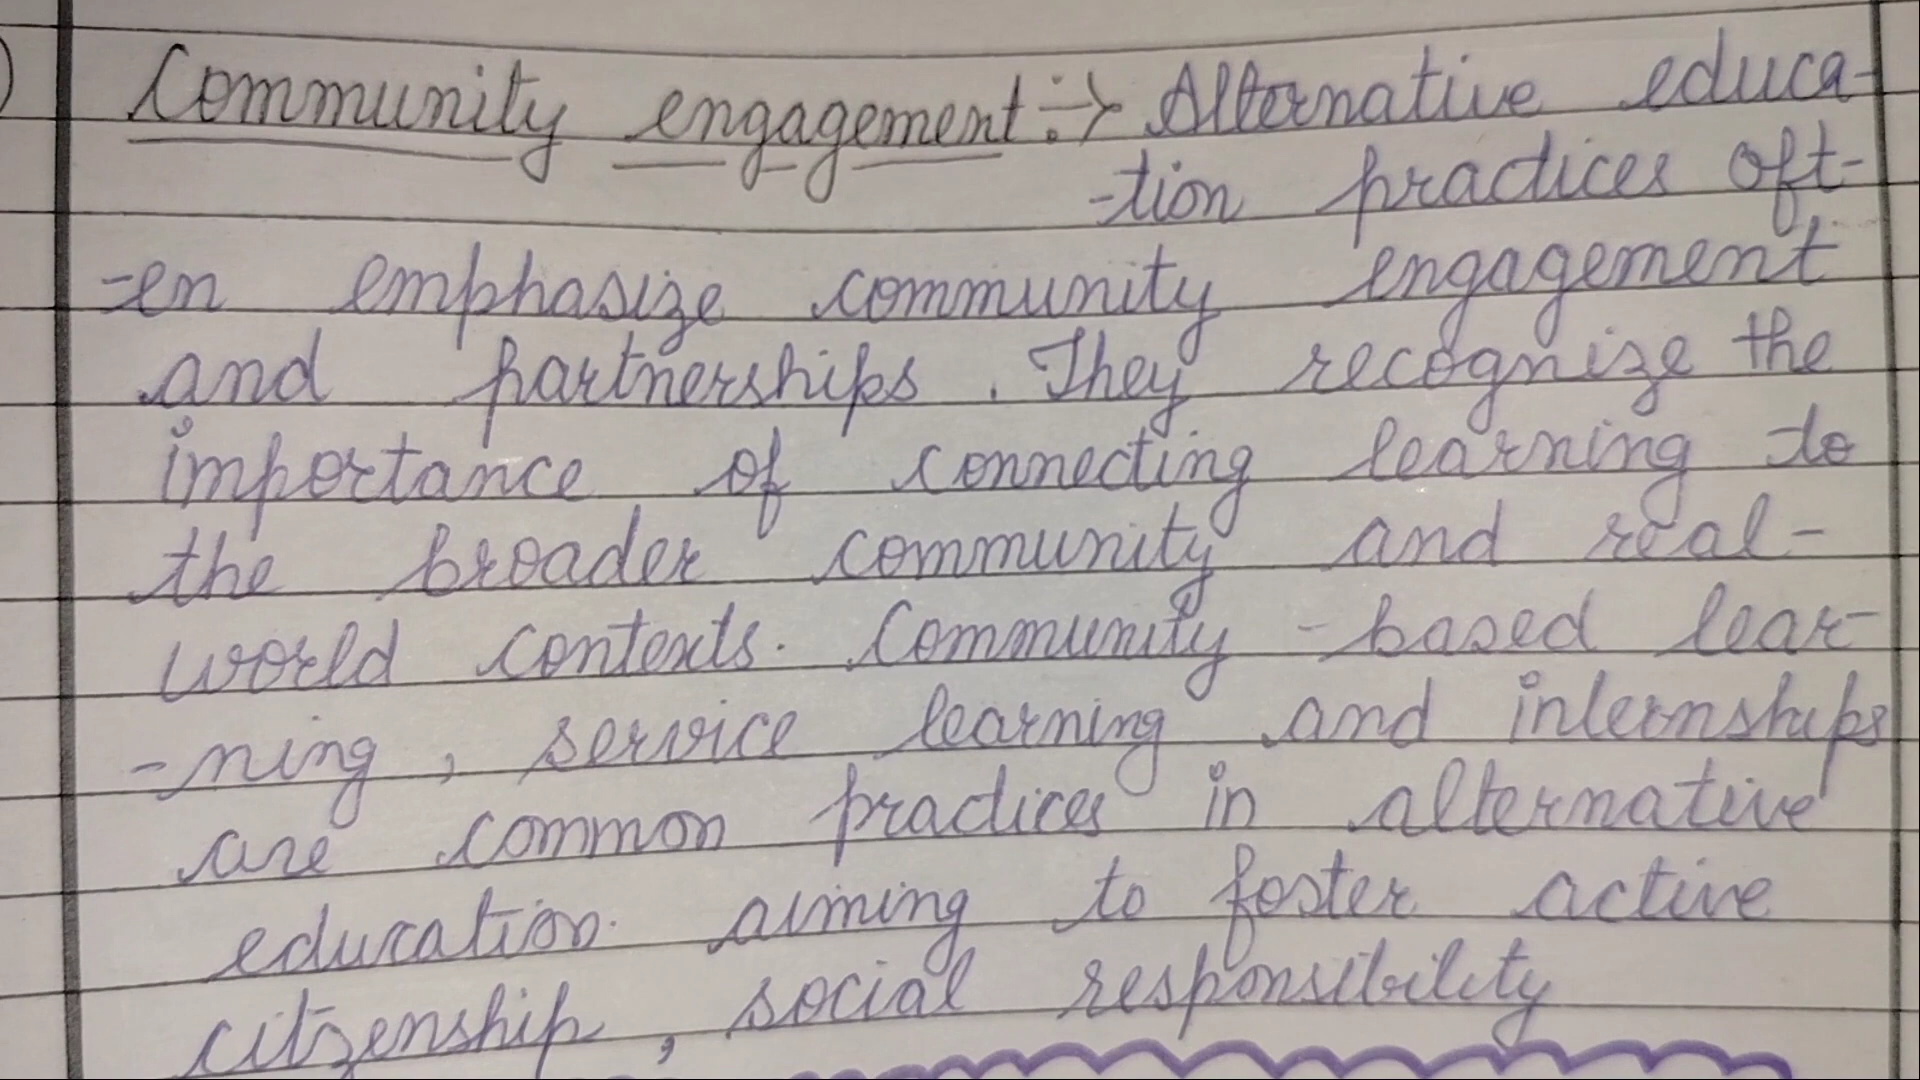 Community engagement :-> Alternative educa-
-tion practices oft-
-en emphasize community engagement
and partnerships. They recognize the
importance of connecting learning to
the broader community and real-
world contexts. Community-based lear-
-ning, service learning and internships
are common practices in alternative
education. aiming to foster active
citizenship, social responsibility